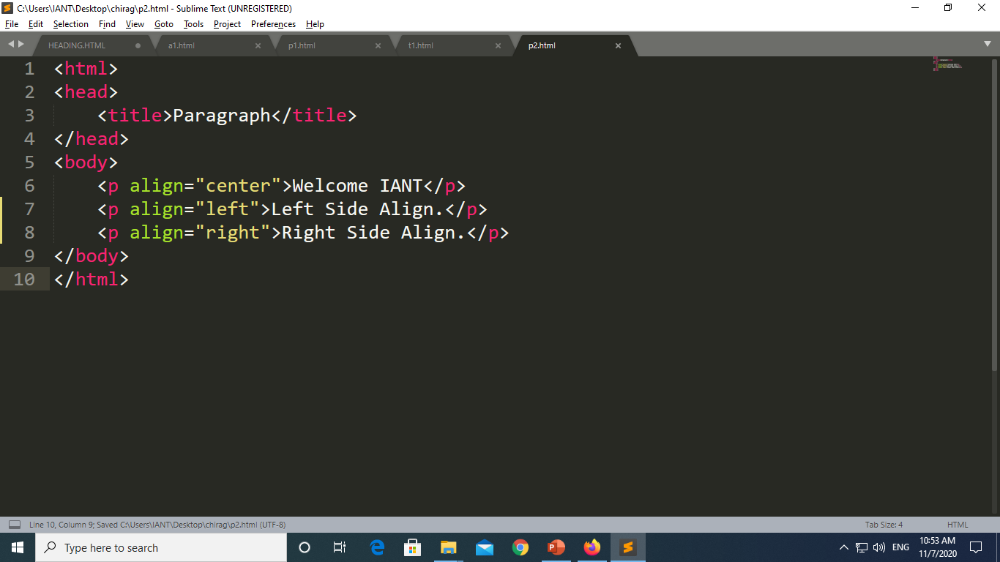 C:\Users\IANT\Desktop\chirag\p2.html - Sublime Text (UNREGISTERED)
File Edit Selection Find View Goto Tools Project Preferences Help
HEADING.HTML a1.html p1.html t1.html p2.html
1 <html>
2 <head>
3     <title>Paragraph</title>
4 </head>
5 <body>
6     <p align="center">Welcome IANT</p>
7     <p align="left">Left Side Align.</p>
8     <p align="right">Right Side Align.</p>
9 </body>
10 </html>
Line 10, Column 9; Saved C:\Users\IANT\Desktop\chirag\p2.html (UTF-8) Tab Size: 4 HTML
Type here to search ENG 10:53 AM
11/7/2020